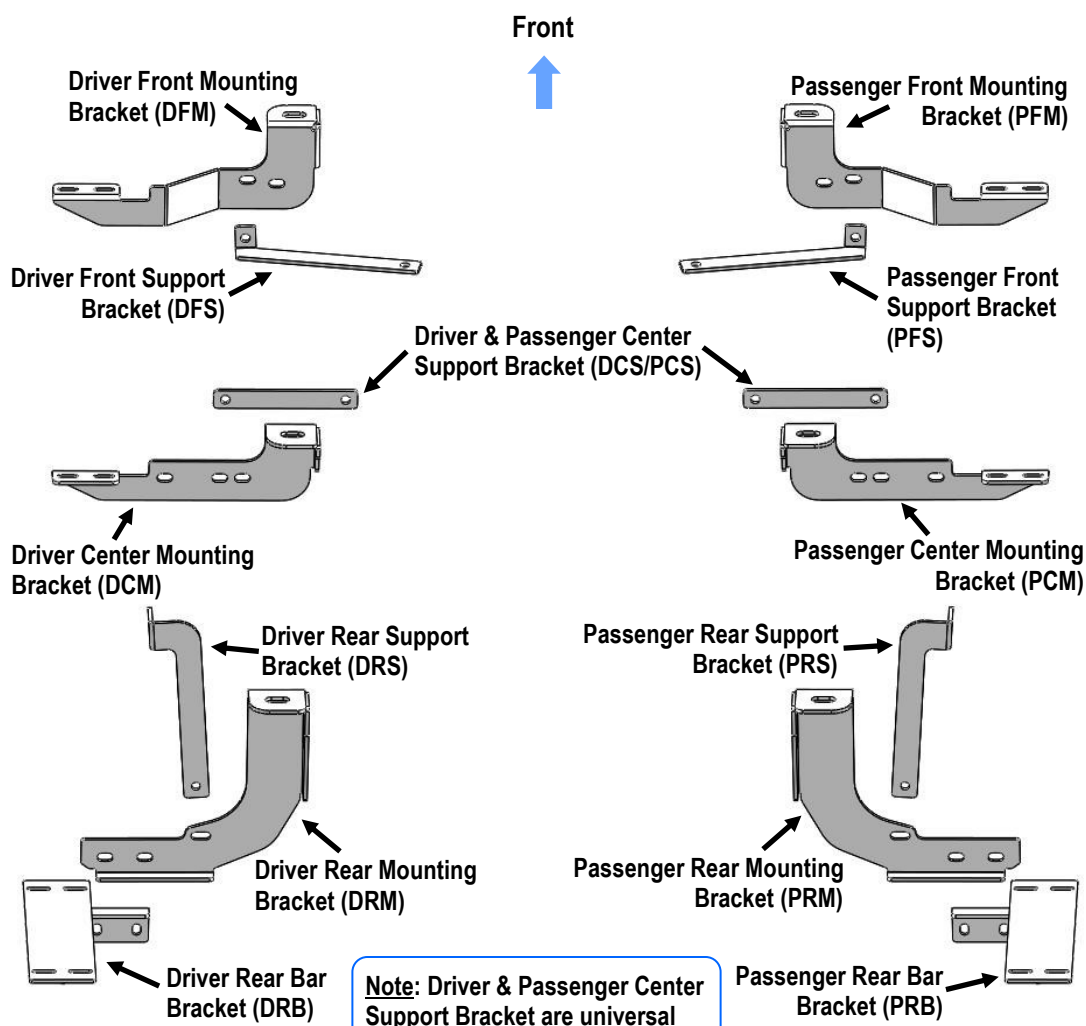 Front
Driver Front Mounting
Bracket (DFM)
Passenger Front Mounting
Bracket (PFM)
Driver Front Support
Bracket (DFS)
Passenger Front
Support Bracket
(PFS)
Driver & Passenger Center
Support Bracket (DCS/PCS)
Driver Center Mounting
Bracket (DCM)
Passenger Center Mounting
Bracket (PCM)
Driver Rear Support
Bracket (DRS)
Passenger Rear Support
Bracket (PRS)
Driver Rear Mounting
Bracket (DRM)
Passenger Rear Mounting
Bracket (PRM)
Driver Rear Bar
Bracket (DRB)
Note: Driver & Passenger Center
Support Bracket are universal
Passenger Rear Bar
Bracket (PRB)